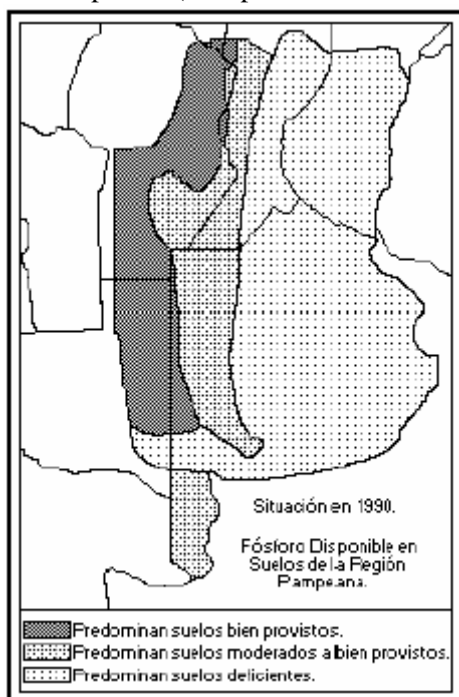 Situación en 1990.
Fósforo Disponible en
Suelos de la Región
Pampeana.
Predominan suelos bien provistos.
Predominan suelos moderados a bien provistos.
Predominan suelos deficientes.